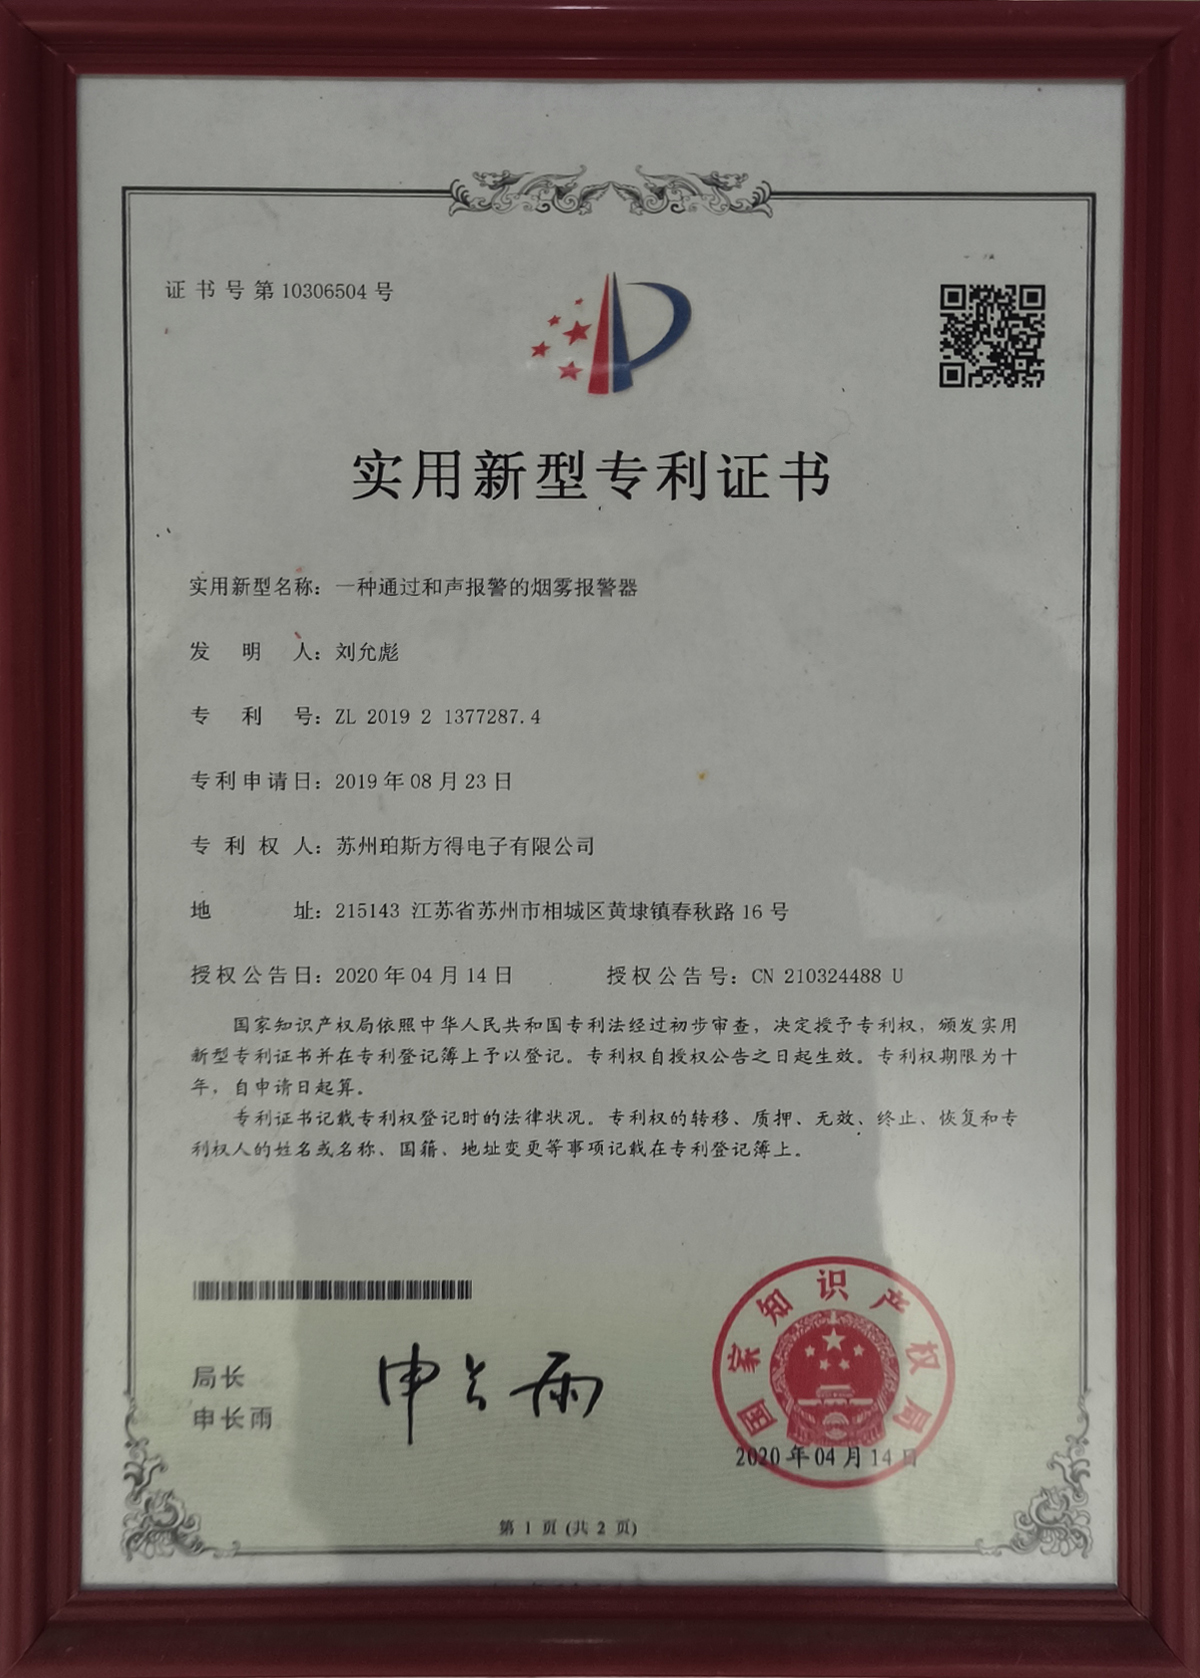 证书号第10306504号
实用新型专利证书
实用新型名称：一种通过和声报警的烟雾报警器
发明人：刘允彪
专利号：ZL 2019 2 1377287.4
专利申请日：2019年08月23日
专利权人：苏州珀斯方得电子有限公司
地址：215143 江苏省苏州市相城区黄埭镇春秋路16号
授权公告日：2020年04月14日 授权公告号：CN 210324488 U
国家知识产权局依照中华人民共和国专利法经过初步审查，决定授予专利权，颁发实用
新型专利证书并在专利登记簿上予以登记。专利权自授权公告之日起生效。专利权期限为十
年，自申请日起算。
专利证书记载专利权登记时的法律状况。专利权的转移、质押、无效、终止、恢复和专
利权人的姓名或名称、国籍、地址变更等事项记载在专利登记簿上。
局长
申长雨
申长雨
国家知识产权局
2020年04月14日
第 1 页 (共 2 页)